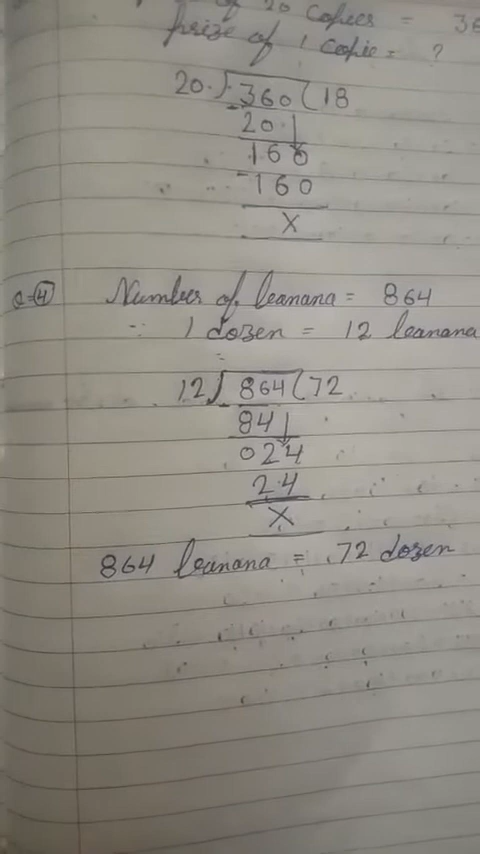 of 20 copies = 36
prize of 1 copie = ?
20 ) 360 ( 18
20 ↓
160
- 160
X
Q=4 Number of banana = 864
∵ 1 dozen = 12 banana
12 ) 864 ( 72
84 ↓
024
24
X
864 banana = 72 dozen